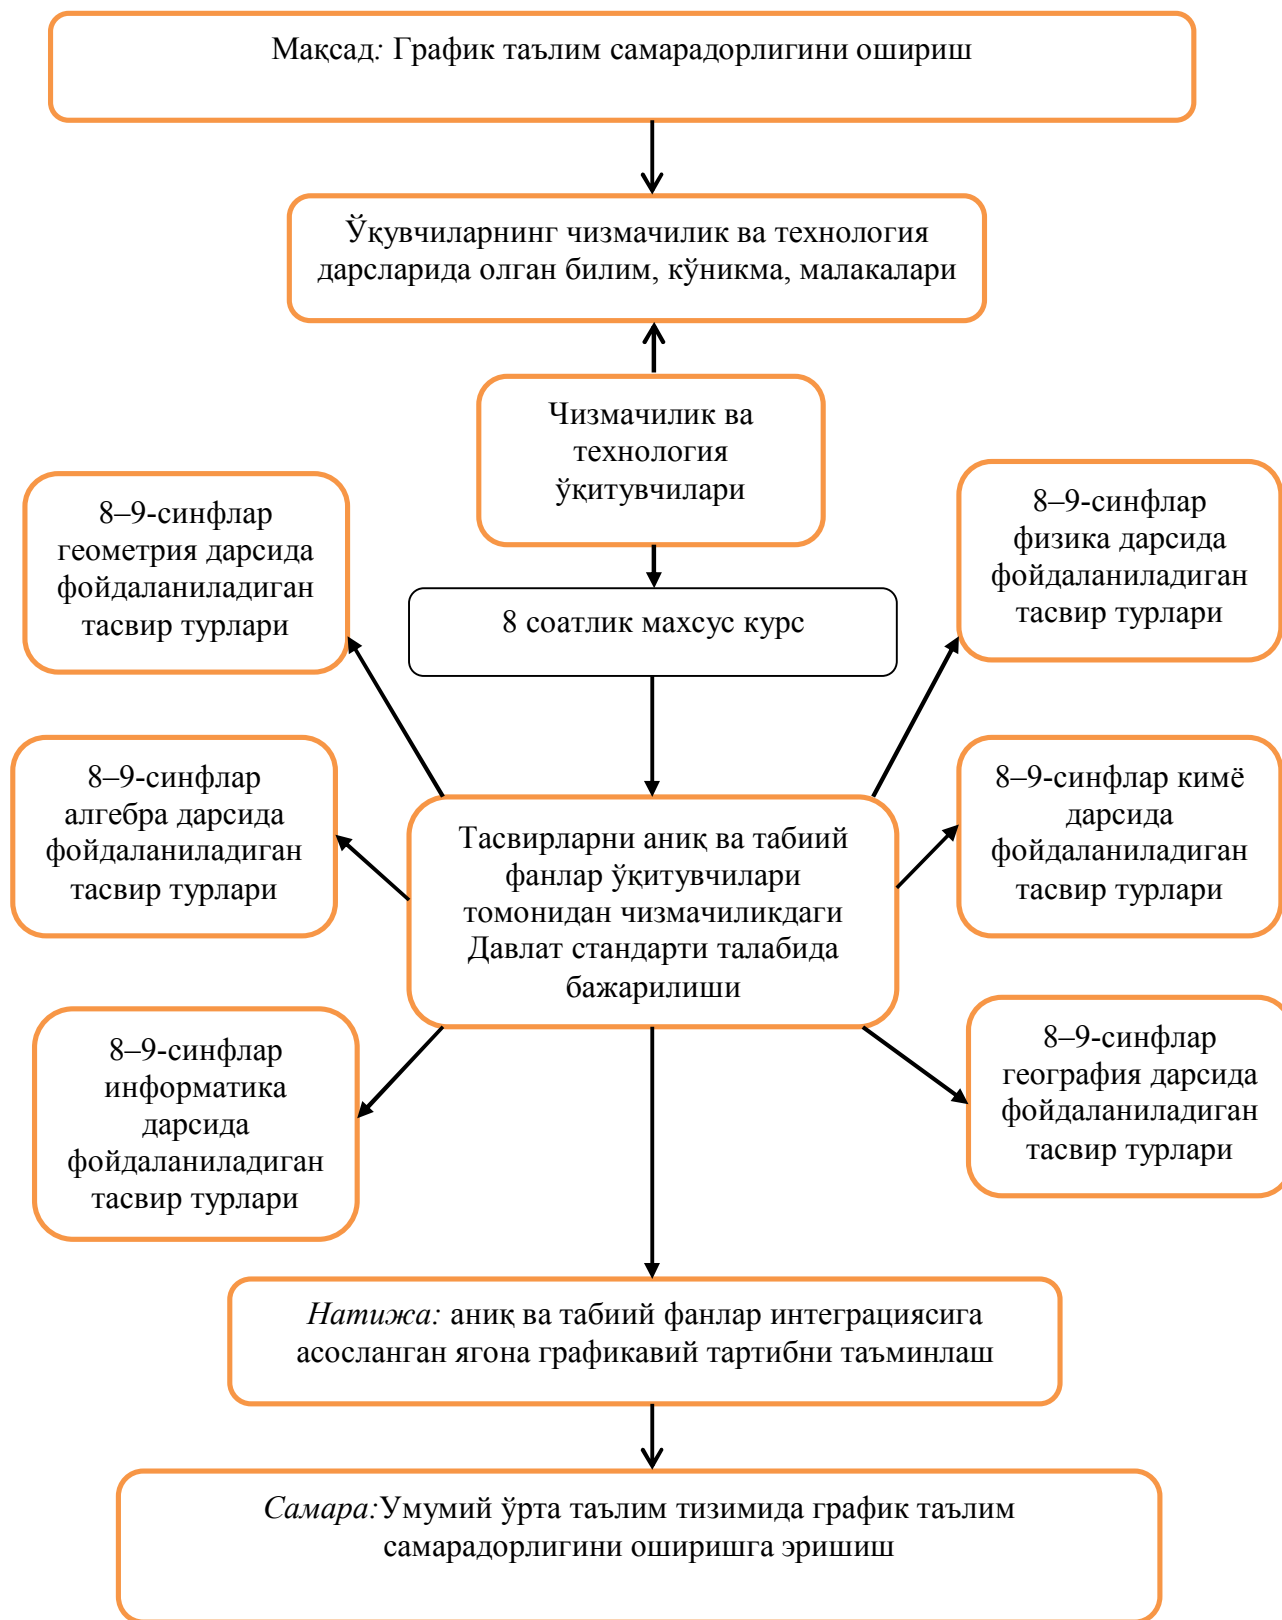 Мақсад: График таълим самарадорлигини ошириш
Ўқувчиларнинг чизмачилик ва технология
дарсларида олган билим, кўникма, малакалари
Чизмачилик ва
технология
ўқитувчилари
8–9-синфлар
геометрия дарсида
фойдаланиладиган
тасвир турлари
8–9-синфлар
физика дарсида
фойдаланиладиган
тасвир турлари
8 соатлик махсус курс
8–9-синфлар
алгебра дарсида
фойдаланиладиган
тасвир турлари
8–9-синфлар кимё
дарсида
фойдаланиладиган
тасвир турлари
Тасвирларни аниқ ва табиий
фанлар ўқитувчилари
томонидан чизмачиликдаги
Давлат стандарти талабида
бажарилиши
8–9-синфлар
информатика
дарсида
фойдаланиладиган
тасвир турлари
8–9-синфлар
география дарсида
фойдаланиладиган
тасвир турлари
Натижа: аниқ ва табиий фанлар интеграциясига
асосланган ягона графикавий тартибни таъминлаш
Самара:Умумий ўрта таълим тизимида график таълим
самарадорлигини оширишга эришиш